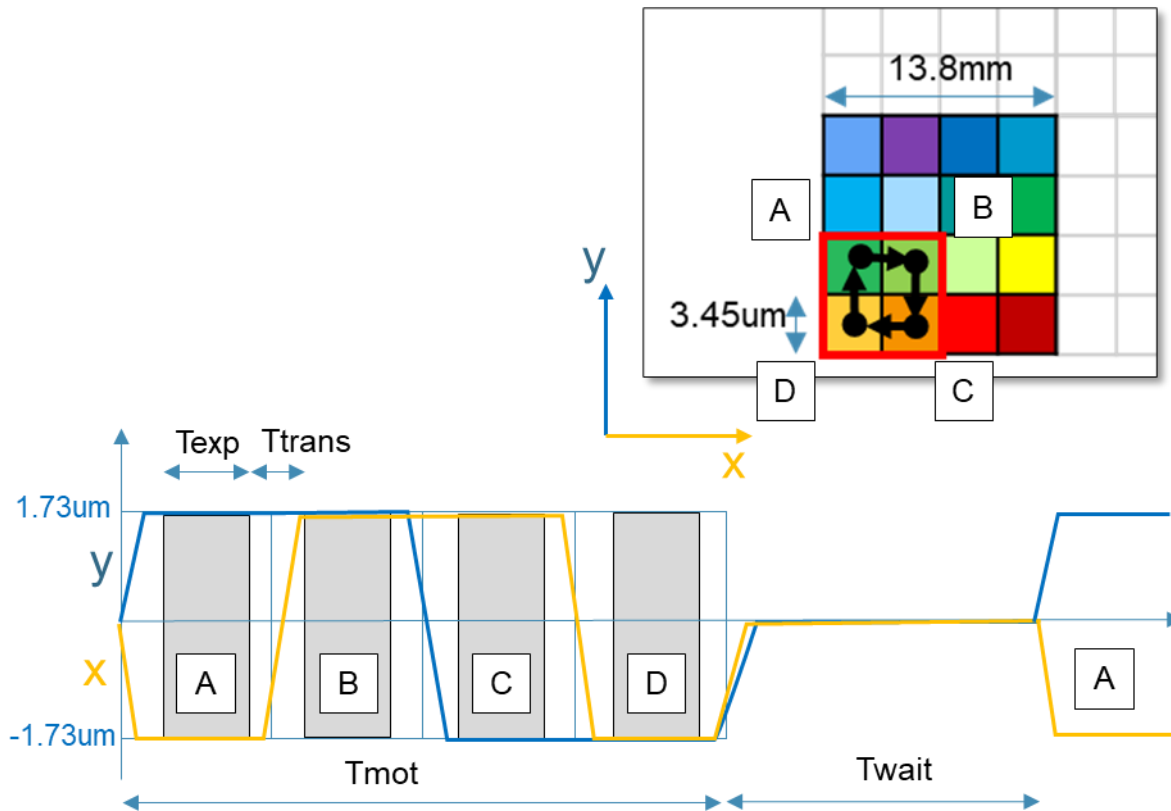 13.8mm
A
B
y
3.45um
D
C
x
Texp
Ttrans
1.73um
y
x
A
B
C
D
A
-1.73um
Tmot
Twait